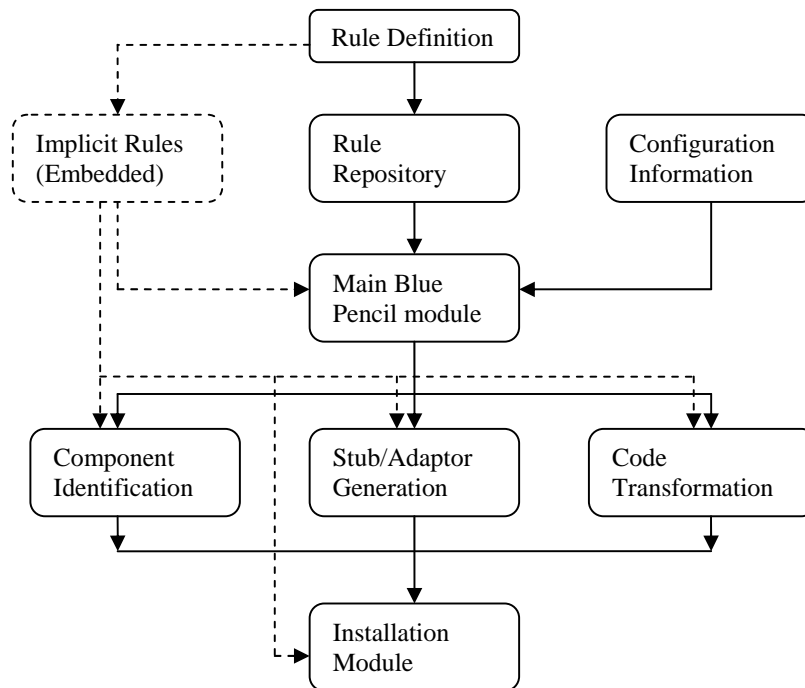 Rule Definition
Implicit Rules
(Embedded)
Rule
Repository
Configuration
Information
Main Blue
Pencil module
Component
Identification
Stub/Adaptor
Generation
Code
Transformation
Installation
Module